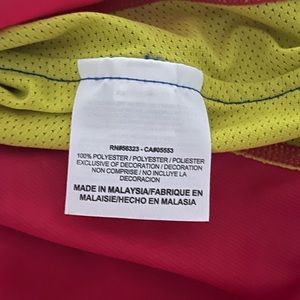 RN#56323 - CA#05553
100% POLYESTER / POLYESTER / POLIESTER
EXCLUSIVE OF DECORATION / DECORATION
NON COMPRISE / NO INCLUYE LA
DECORACION
MADE IN MALAYSIA/FABRIQUE EN
MALAISIE/HECHO EN MALASIA